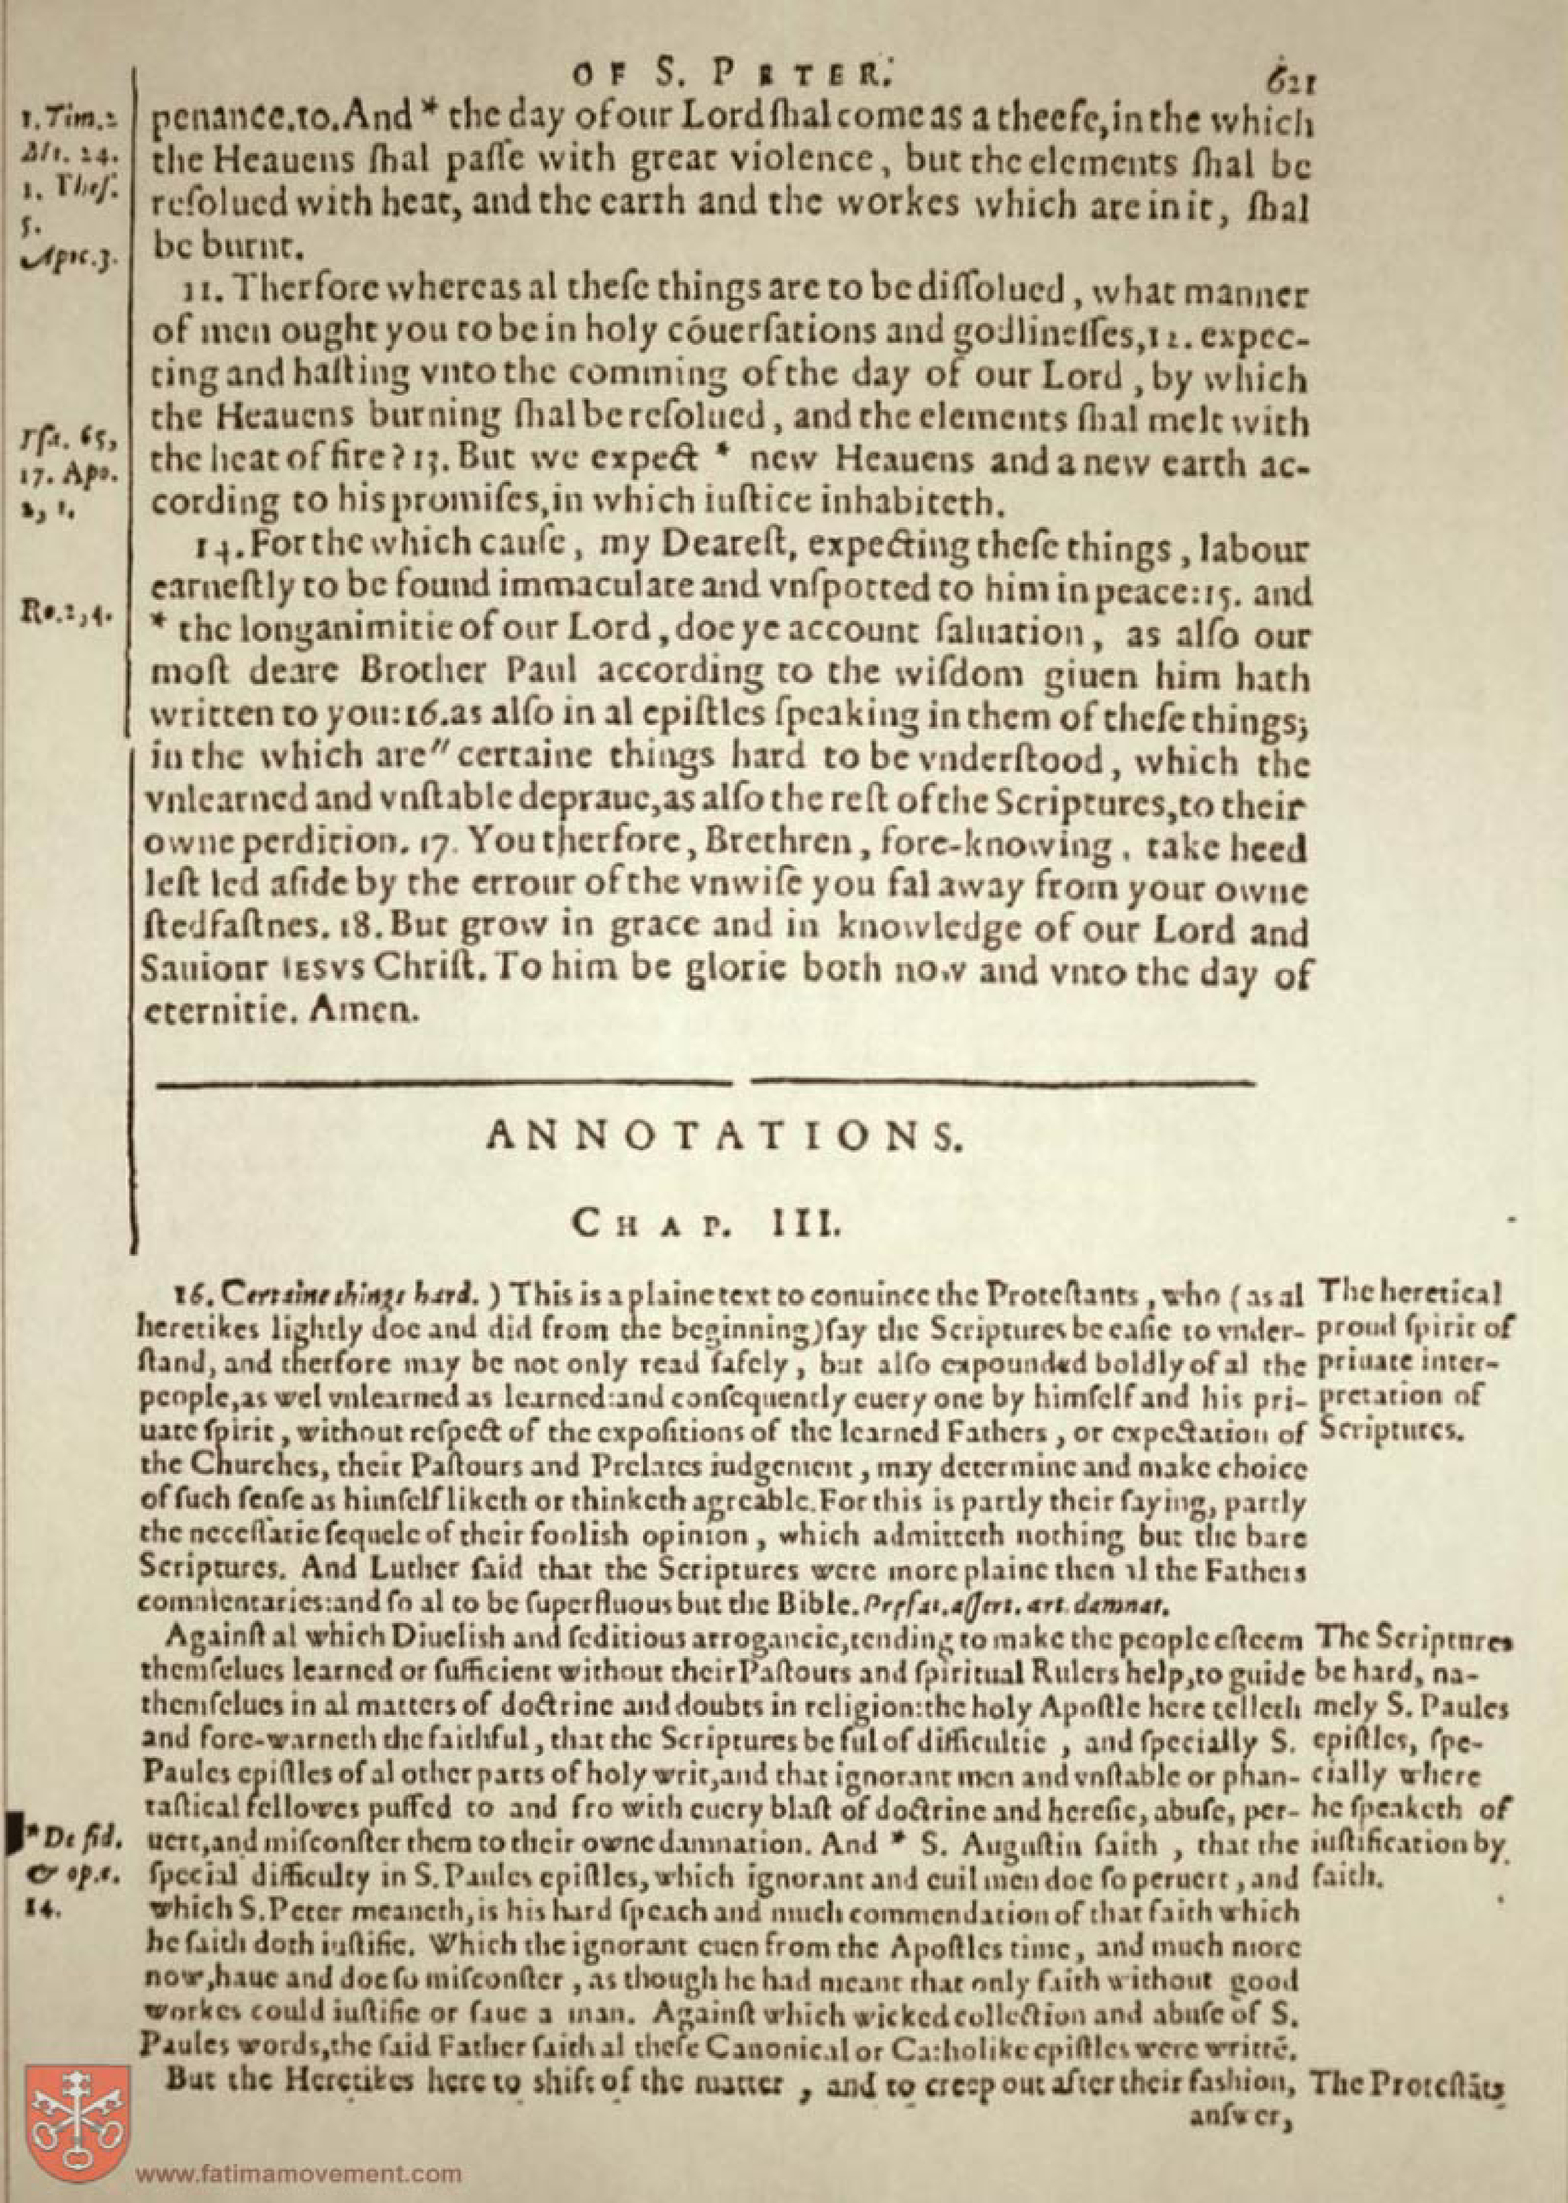 OF S. PETER.
621
1. Tim. 2
Mt. 24.
1. Thes.
5.
Apoc. 3.
penance. 10. And * the day of our Lord ſhal come as a theefe, in the which
the Heauens ſhal paſſe with great violence, but the elements ſhal be
reſolued with heat, and the earth and the workes which are in it, ſhal
be burnt.
11. Therfore whereas al theſe things are to be diſſolued, what manner
of men ought you to be in holy cóuerſations and godlineſſes, 12. expec-
ting and haſting vnto the comming of the day of our Lord, by which
the Heauens burning ſhal be reſolued, and the elements ſhal melt with
Iſa. 65,
17. Apo.
the heat of fire? 13. But we expect * new Heauens and a new earth ac-
cording to his promiſes, in which iuſtice inhabiteth.
14. For the which cauſe, my Deareſt, expecting theſe things, labour
earneſtly to be found immaculate and vnſpotted to him in peace: 15. and
Ro. 2, 4.
* the longanimitie of our Lord, doe ye account ſaluation, as alſo our
moſt deare Brother Paul according to the wiſdom giuen him hath
written to you: 16. as alſo in al epiſtles ſpeaking in them of theſe things;
in the which are " certaine things hard to be vnderſtood, which the
vnlearned and vnſtable depraue, as alſo the reſt of the Scriptures, to their
owne perdition. 17. You therfore, Brethren, fore-knowing, take heed
leſt led aſide by the errour of the vnwiſe you fal away from your owne
ſtedfaſtnes. 18. But grow in grace and in knowledge of our Lord and
Sauiour IESVS Chriſt. To him be glorie both now and vnto the day of
eternitie. Amen.
ANNOTATIONS.
CHAP. III.
16. Certaine things hard. ) This is a plaine text to conuince the Proteſtants, who (as al
heretikes lightly doe and did from the beginning) ſay the Scriptures be eaſie to vnder-
ſtand, and therfore may be not only read ſafely, but alſo expounded boldly of al the
people, as wel vnlearned as learned: and conſequently euery one by himſelf and his pri-
uate ſpirit, without reſpect of the expoſitions of the learned Fathers, or expectation of
the Churches, their Paſtours and Prelates iudgement, may determine and make choice
of ſuch ſenſe as himſelf liketh or thinketh agreable. For this is partly their ſaying, partly
the neceſſarie ſequele of their foolish opinion, which admitteth nothing but the bare
Scriptures. And Luther ſaid that the Scriptures were more plaine then al the Fathers
commentaries: and ſo al to be ſuperfluous but the Bible. Præfat. aſſert. art. damnat.
The heretical
proud ſpirit of
priuate inter-
pretation of
Scriptures.
Againſt al which Diuelish and ſeditious arrogancie, tending to make the people eſteem
themſelues learned or ſufficient without their Paſtours and ſpiritual Rulers help, to guide
themſelues in al matters of doctrine and doubts in religion: the holy Apoſtle here telleth
and fore-warneth the faithful, that the Scriptures be ful of difficultie, and ſpecially S.
Paules epiſtles of al other parts of holy writ, and that ignorant men and vnſtable or phan-
taſtical fellowes puffed to and fro with euery blaſt of doctrine and hereſie, abuſe, per-
uert, and miſconſter them to their owne damnation. And * S. Auguſtin ſaith, that the
ſpecial difficulty in S. Paules epiſtles, which ignorant and euil men doe ſo peruert, and
which S. Peter meaneth, is his hard ſpeach and much commendation of that faith which
he ſaith doth iuſtifie. Which the ignorant euen from the Apoſtles time, and much more
now, haue and doe ſo miſconſter, as though he had meant that only faith without good
workes could iuſtifie or ſaue a man. Againſt which wicked collection and abuſe of S.
Paules words, the ſaid Father ſaith al theſe Canonical or Catholike epiſtles were writté.
The Scriptures
be hard, na-
mely S. Paules
epiſtles, ſpe-
cially where
he ſpeaketh of
iuſtification by
faith.
* De fid.
& op. c.
14.
But the Heretikes here to shift of the matter, and to creep out after their fashion,
The Proteſtāts
anſwer,
www.fatimamovement.com